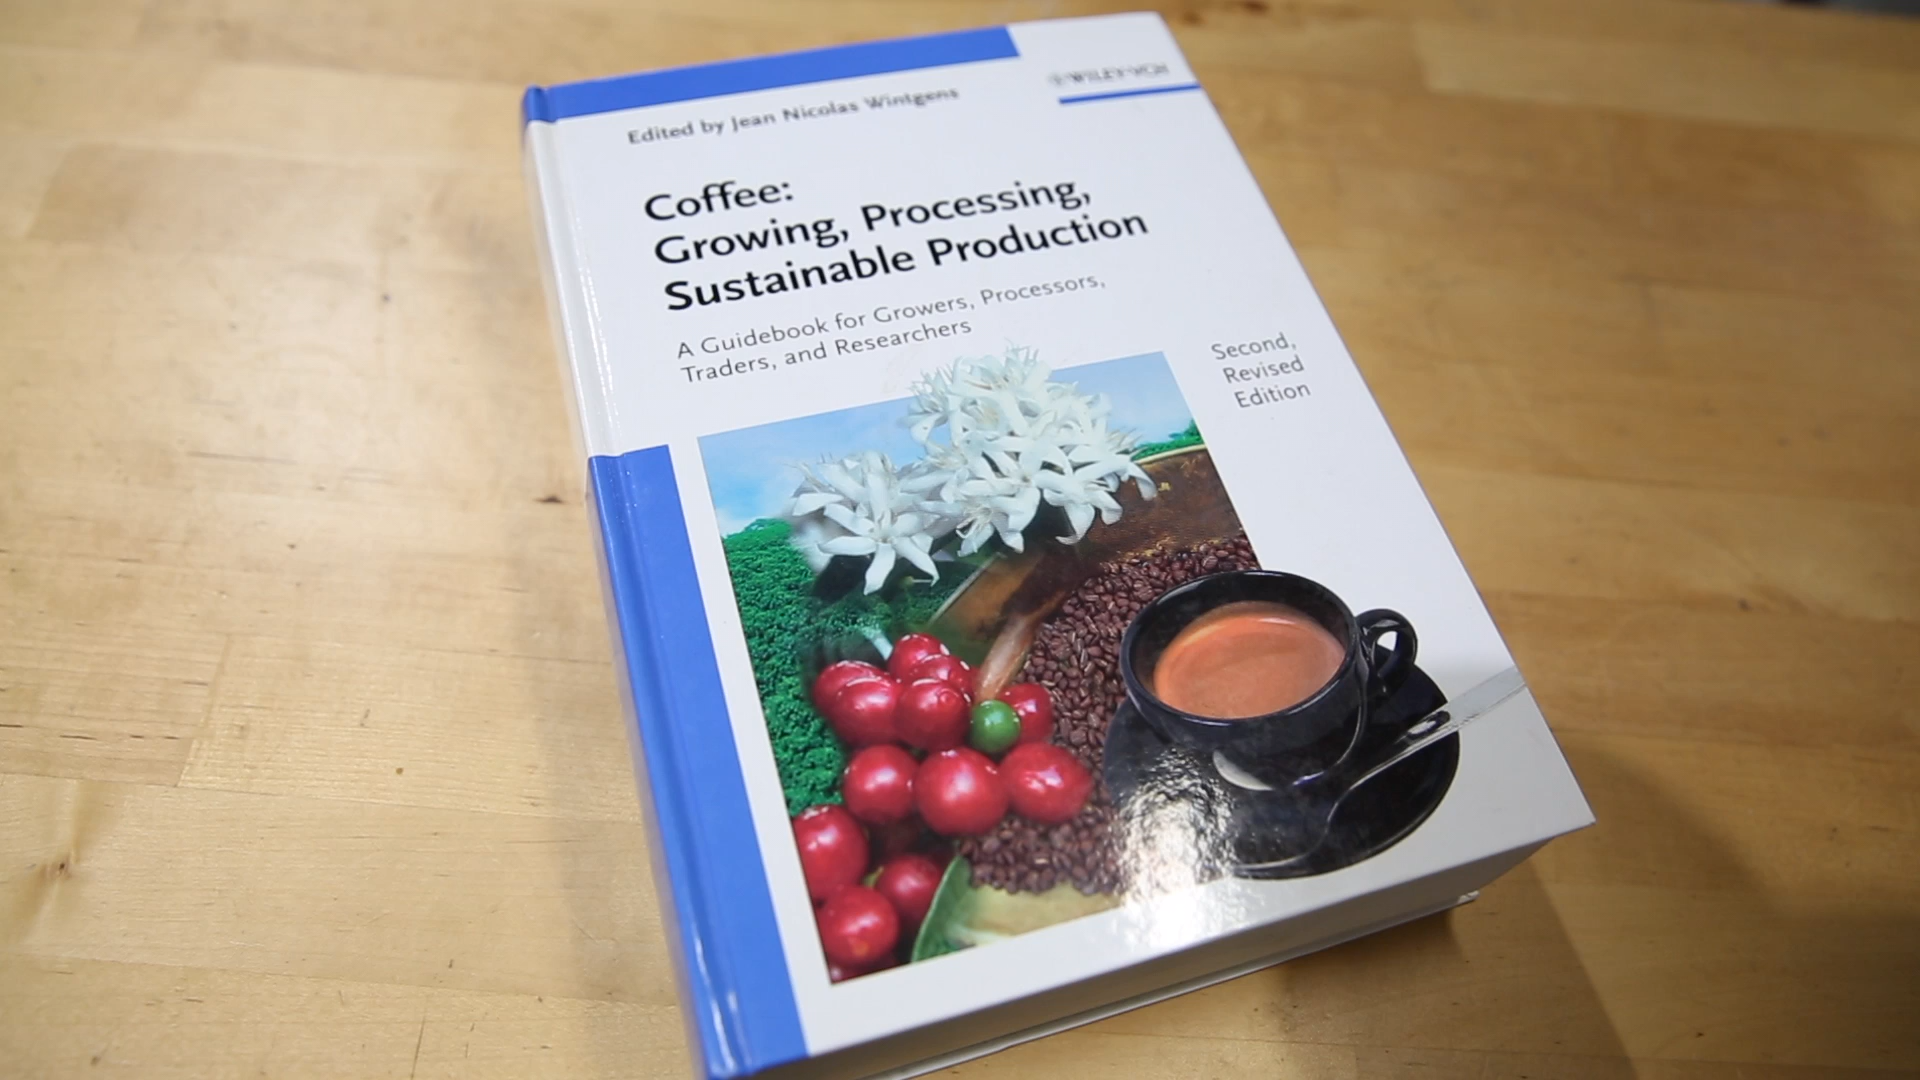 Edited by Jean Nicolas Wintgens
WILEY-VCH
Coffee:
Growing, Processing,
Sustainable Production
A Guidebook for Growers, Processors,
Traders, and Researchers
Second,
Revised
Edition